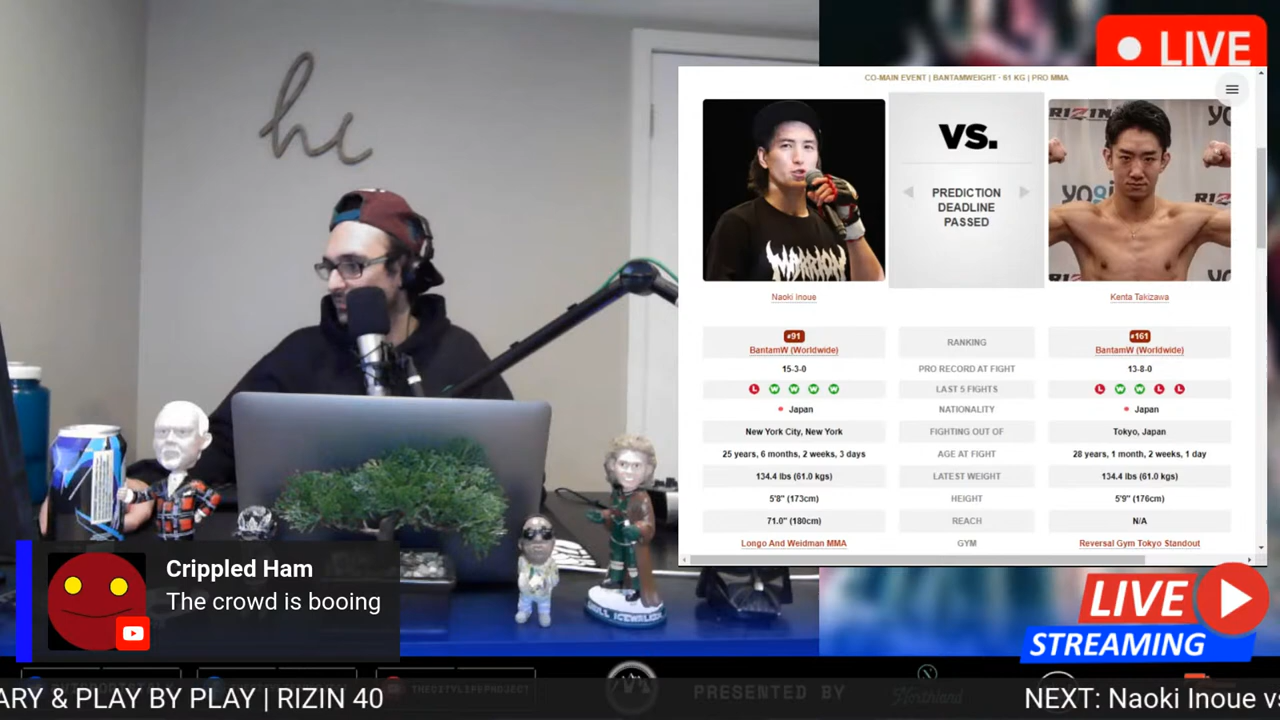 hi
LIVE
CO-MAIN EVENT | BANTAMWEIGHT · 61 KG | PRO MMA
RIZIN
yogi
VS.
PREDICTION
DEADLINE
PASSED
Naoki Inoue
Kenta Takizawa
#91
BantamW (Worldwide)
RANKING
#161
BantamW (Worldwide)
15-3-0
PRO RECORD AT FIGHT
13-8-0
L W W W W
LAST 5 FIGHTS
L W W L L
Japan
NATIONALITY
Japan
New York City, New York
FIGHTING OUT OF
Tokyo, Japan
25 years, 6 months, 2 weeks, 3 days
AGE AT FIGHT
28 years, 1 month, 2 weeks, 1 day
134.4 lbs (61.0 kgs)
LATEST WEIGHT
134.4 lbs (61.0 kgs)
5'8" (173cm)
HEIGHT
5'9" (176cm)
71.0" (180cm)
REACH
N/A
Longo And Weidman MMA
GYM
Reversal Gym Tokyo Standout
Crippled Ham
The crowd is booing
LIVE
STREAMING
THECITYLIFEPROJECT
PRESENTED BY
Northland
ARY & PLAY BY PLAY | RIZIN 40
NEXT: Naoki Inoue vs